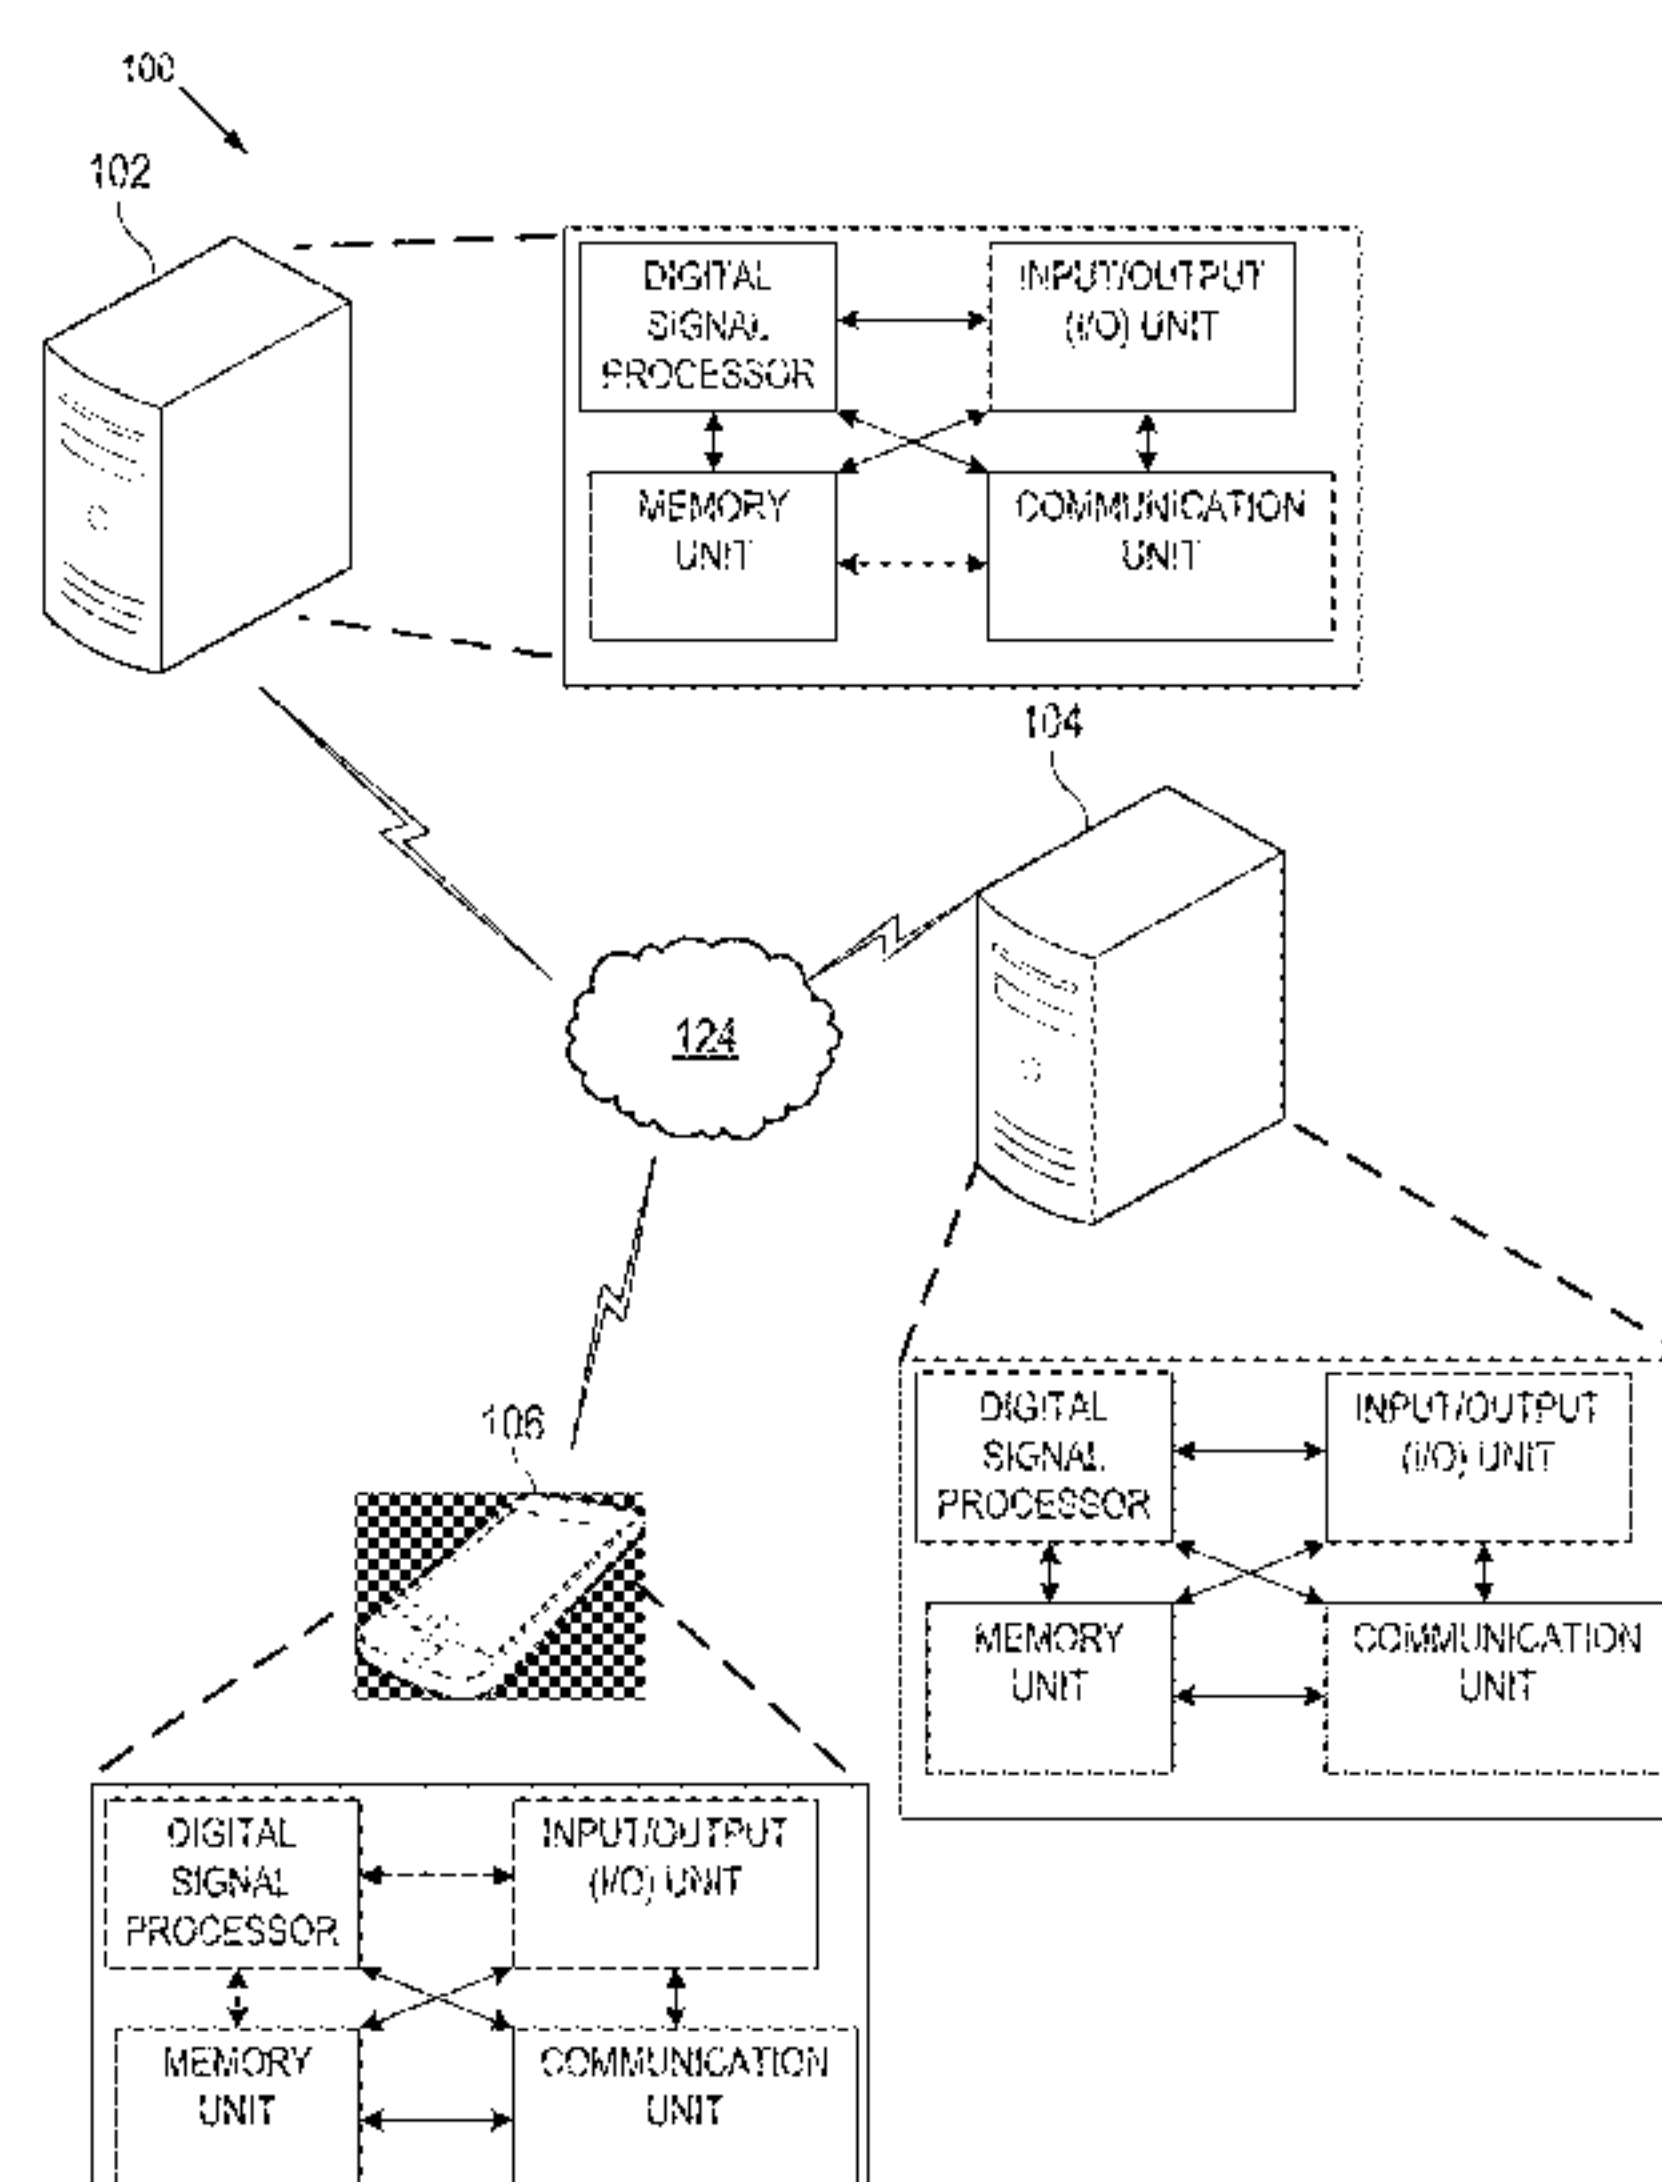 100
102
DIGITAL
SIGNAL
PROCESSOR
INPUT/OUTPUT
(I/O) UNIT
MEMORY
UNIT
COMMUNICATION
UNIT
104
124
106
DIGITAL
SIGNAL
PROCESSOR
INPUT/OUTPUT
(I/O) UNIT
MEMORY
UNIT
COMMUNICATION
UNIT
DIGITAL
SIGNAL
PROCESSOR
INPUT/OUTPUT
(I/O) UNIT
MEMORY
UNIT
COMMUNICATION
UNIT